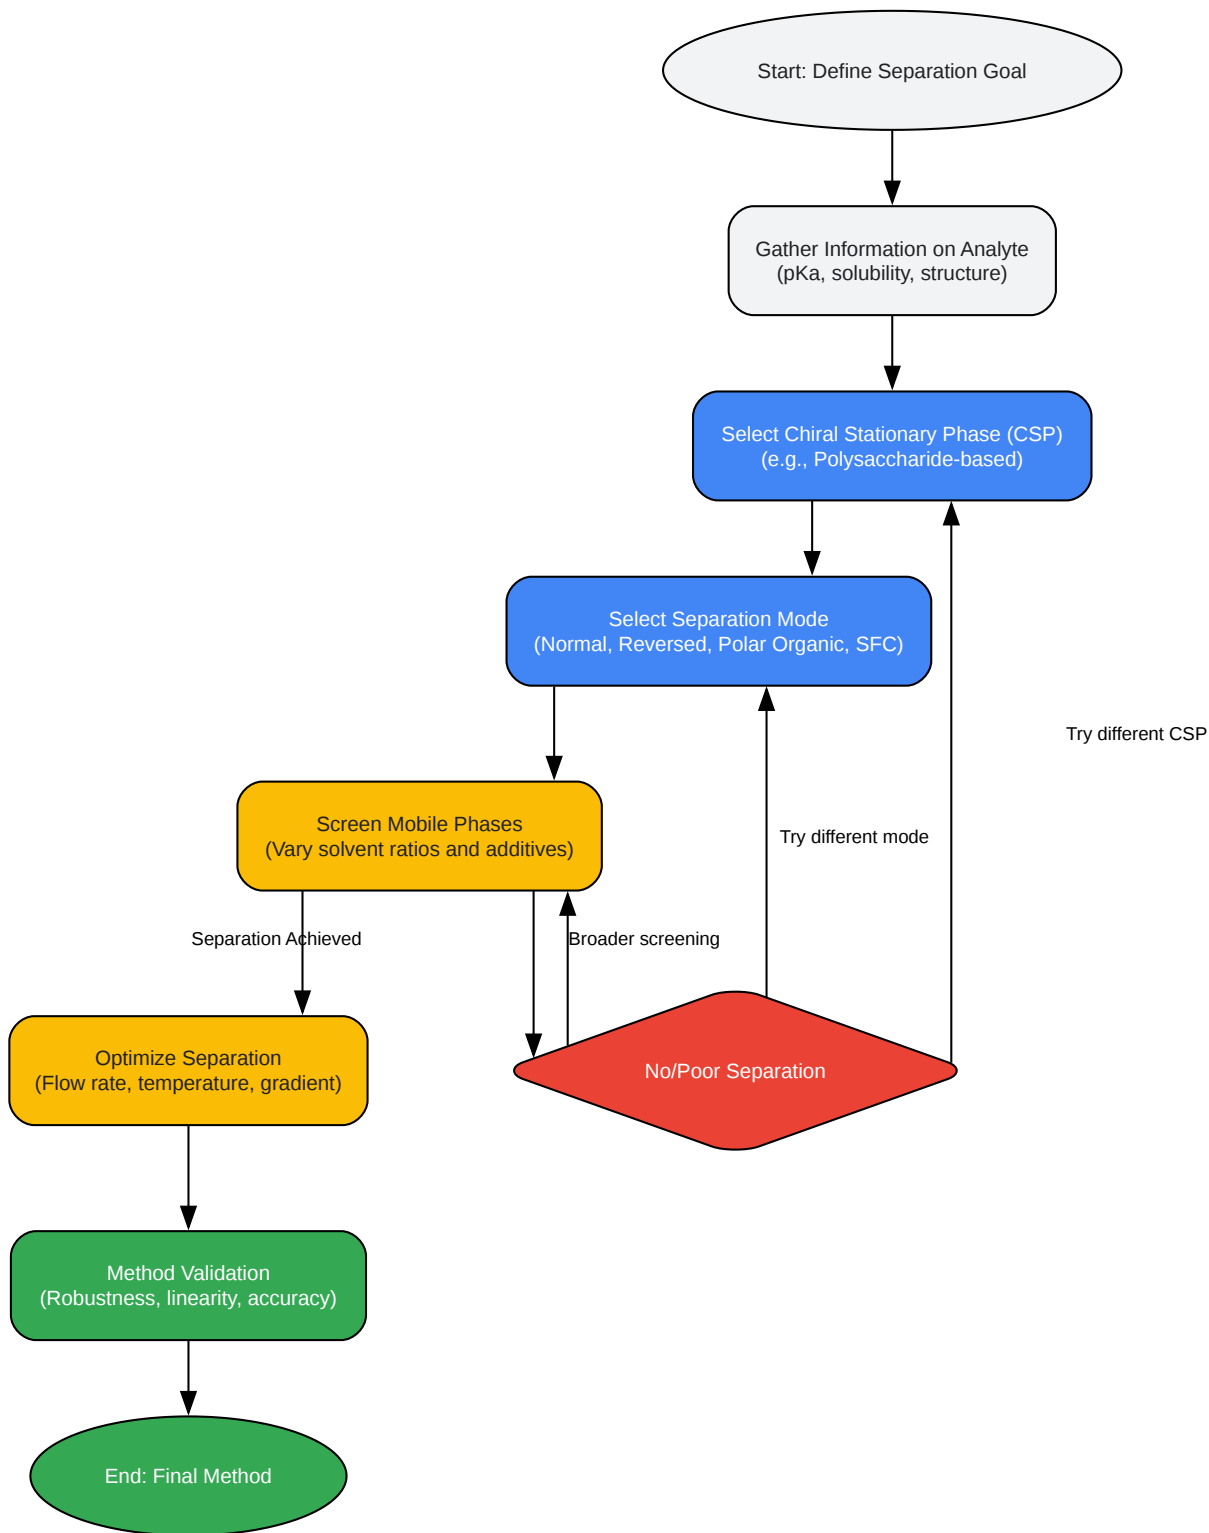 Start: Define Separation Goal
Gather Information on Analyte
(pKa, solubility, structure)
Select Chiral Stationary Phase (CSP)
(e.g., Polysaccharide-based)
Select Separation Mode
(Normal, Reversed, Polar Organic, SFC)
Try different CSP
Screen Mobile Phases
(Vary solvent ratios and additives)
Try different mode
Separation Achieved
Broader screening
Optimize Separation
(Flow rate, temperature, gradient)
No/Poor Separation
Method Validation
(Robustness, linearity, accuracy)
End: Final Method